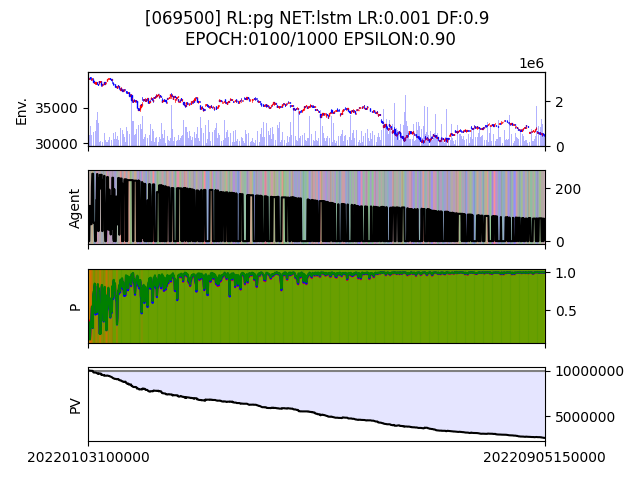 [069500] RL:pg NET:lstm LR:0.001 DF:0.9
EPOCH:0100/1000 EPSILON:0.90
1e6
Env.
35000
30000
2
0
Agent
200
0
P
1.0
0.5
PV
10000000
5000000
20220103100000
20220905150000